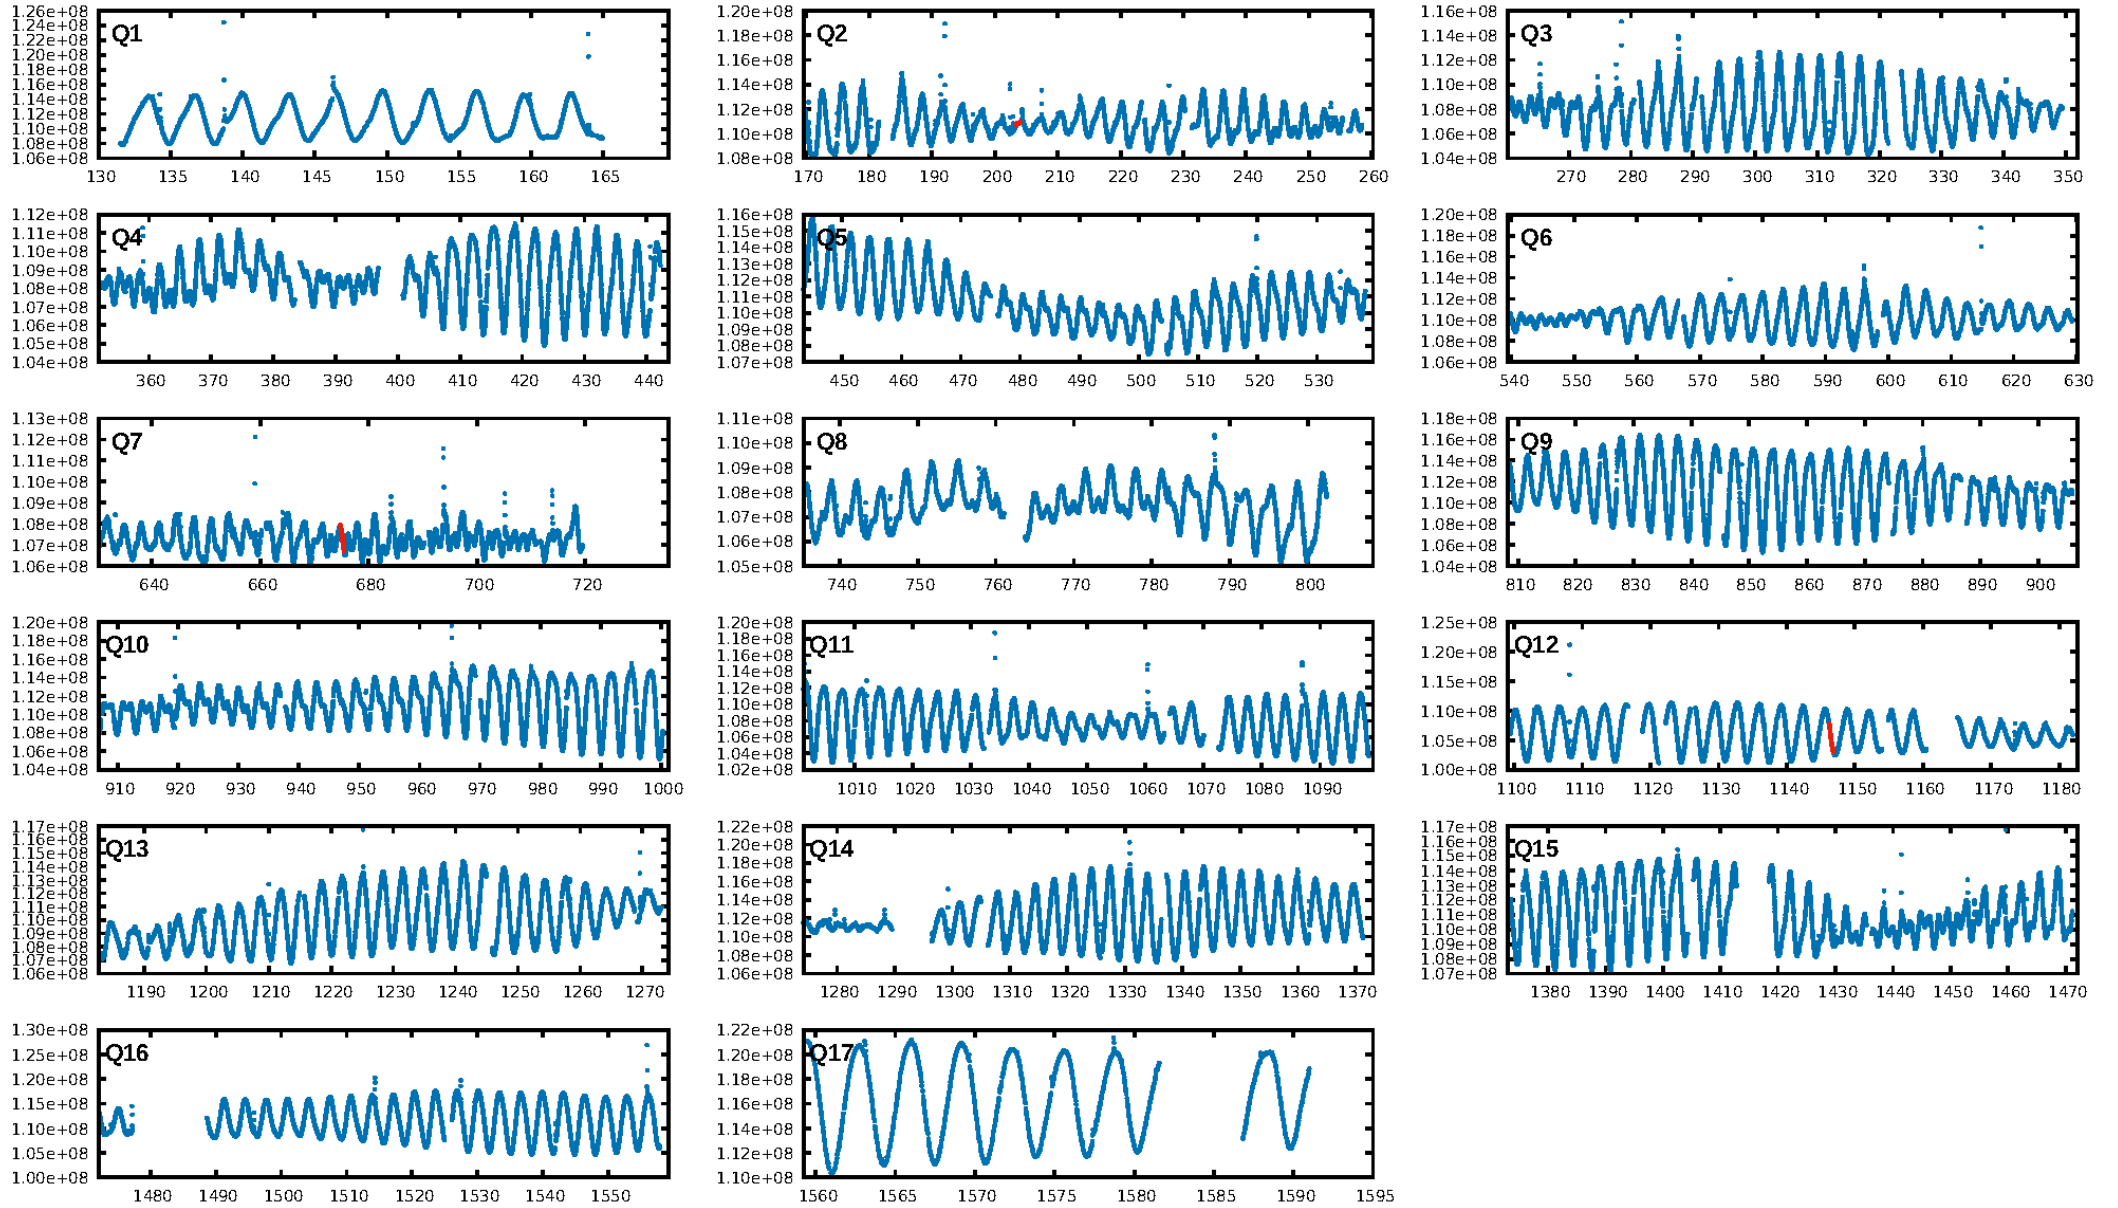 1.26e+08 1.24e+08 1.22e+08 1.20e+08 1.18e+08 1.16e+08 1.14e+08 1.12e+08 1.10e+08 1.08e+08 1.06e+08
Q1
130 135 140 145 150 155 160 165
1.20e+08 1.18e+08 1.16e+08 1.14e+08 1.12e+08 1.10e+08 1.08e+08
Q2
170 180 190 200 210 220 230 240 250 260
1.16e+08 1.14e+08 1.12e+08 1.10e+08 1.08e+08 1.06e+08 1.04e+08
Q3
270 280 290 300 310 320 330 340 350
1.12e+08 1.11e+08 1.10e+08 1.09e+08 1.08e+08 1.07e+08 1.06e+08 1.05e+08 1.04e+08
Q4
360 370 380 390 400 410 420 430 440
1.16e+08 1.15e+08 1.14e+08 1.13e+08 1.12e+08 1.11e+08 1.10e+08 1.09e+08 1.08e+08 1.07e+08
Q5
450 460 470 480 490 500 510 520 530
1.20e+08 1.18e+08 1.16e+08 1.14e+08 1.12e+08 1.10e+08 1.08e+08 1.06e+08
Q6
540 550 560 570 580 590 600 610 620 630
1.13e+08 1.12e+08 1.11e+08 1.10e+08 1.09e+08 1.08e+08 1.07e+08 1.06e+08
Q7
640 660 680 700 720
1.11e+08 1.10e+08 1.09e+08 1.08e+08 1.07e+08 1.06e+08 1.05e+08
Q8
740 750 760 770 780 790 800
1.18e+08 1.16e+08 1.14e+08 1.12e+08 1.10e+08 1.08e+08 1.06e+08 1.04e+08
Q9
810 820 830 840 850 860 870 880 890 900
1.20e+08 1.18e+08 1.16e+08 1.14e+08 1.12e+08 1.10e+08 1.08e+08 1.06e+08 1.04e+08
Q10
910 920 930 940 950 960 970 980 990 1000
1.20e+08 1.18e+08 1.16e+08 1.14e+08 1.12e+08 1.10e+08 1.08e+08 1.06e+08 1.04e+08 1.02e+08
Q11
1010 1020 1030 1040 1050 1060 1070 1080 1090
1.25e+08 1.20e+08 1.15e+08 1.10e+08 1.05e+08 1.00e+08
Q12
1100 1110 1120 1130 1140 1150 1160 1170 1180
1.17e+08 1.16e+08 1.15e+08 1.14e+08 1.13e+08 1.12e+08 1.11e+08 1.10e+08 1.09e+08 1.08e+08 1.07e+08 1.06e+08
Q13
1190 1200 1210 1220 1230 1240 1250 1260 1270
1.22e+08 1.20e+08 1.18e+08 1.16e+08 1.14e+08 1.12e+08 1.10e+08 1.08e+08 1.06e+08
Q14
1280 1290 1300 1310 1320 1330 1340 1350 1360 1370
1.17e+08 1.16e+08 1.15e+08 1.14e+08 1.13e+08 1.12e+08 1.11e+08 1.10e+08 1.09e+08 1.08e+08 1.07e+08
Q15
1380 1390 1400 1410 1420 1430 1440 1450 1460 1470
1.30e+08 1.25e+08 1.20e+08 1.15e+08 1.10e+08 1.05e+08 1.00e+08
Q16
1480 1490 1500 1510 1520 1530 1540 1550
1.22e+08 1.20e+08 1.18e+08 1.16e+08 1.14e+08 1.12e+08 1.10e+08
Q17
1560 1565 1570 1575 1580 1585 1590 1595